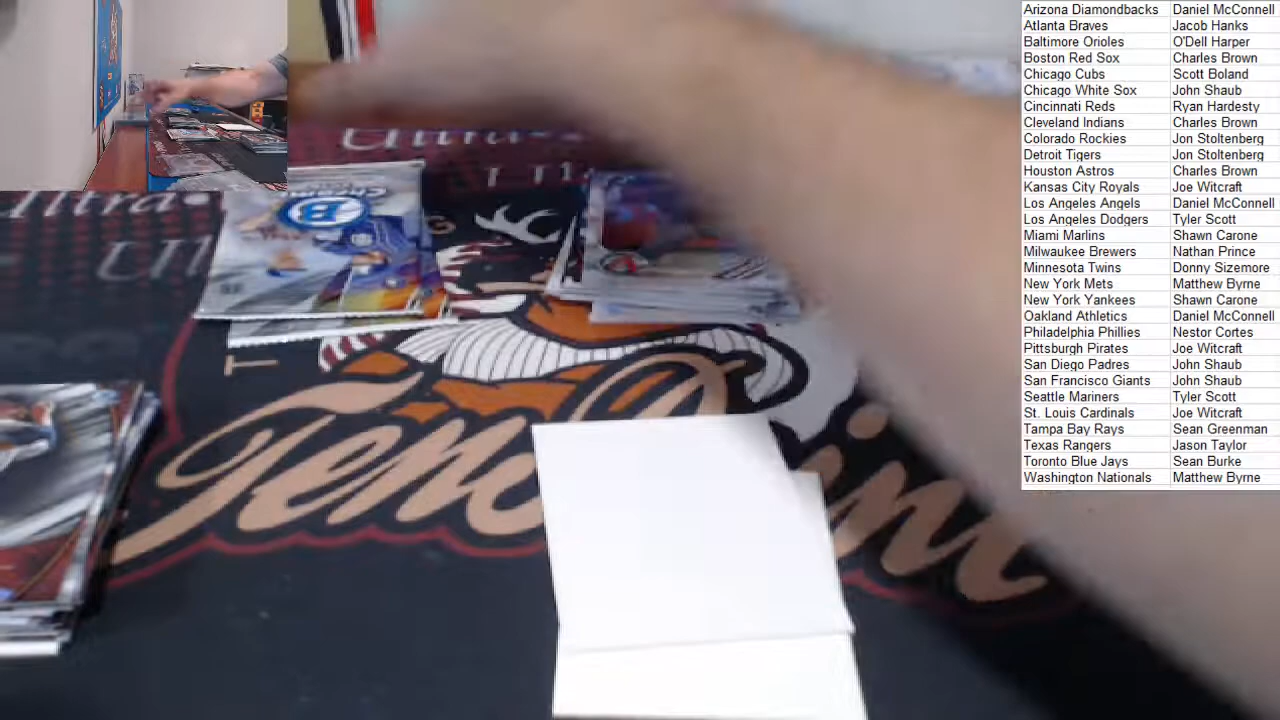 Arizona Diamondbacks Daniel McConnell
Atlanta Braves Jacob Hanks
Baltimore Orioles O'Dell Harper
Boston Red Sox Charles Brown
Chicago Cubs Scott Boland
Chicago White Sox John Shaub
Cincinnati Reds Ryan Hardesty
Cleveland Indians Charles Brown
Colorado Rockies Jon Stoltenberg
Detroit Tigers Jon Stoltenberg
Houston Astros Charles Brown
Kansas City Royals Joe Witcraft
Los Angeles Angels Daniel McConnell
Los Angeles Dodgers Tyler Scott
Miami Marlins Shawn Carone
Milwaukee Brewers Nathan Prince
Minnesota Twins Donny Sizemore
New York Mets Matthew Byrne
New York Yankees Shawn Carone
Oakland Athletics Daniel McConnell
Philadelphia Phillies Nestor Cortes
Pittsburgh Pirates Joe Witcraft
San Diego Padres John Shaub
San Francisco Giants John Shaub
Seattle Mariners Tyler Scott
St. Louis Cardinals Joe Witcraft
Tampa Bay Rays Sean Greenman
Texas Rangers Jason Taylor
Toronto Blue Jays Sean Burke
Washington Nationals Matthew Byrne
Ultra
Chrome
B